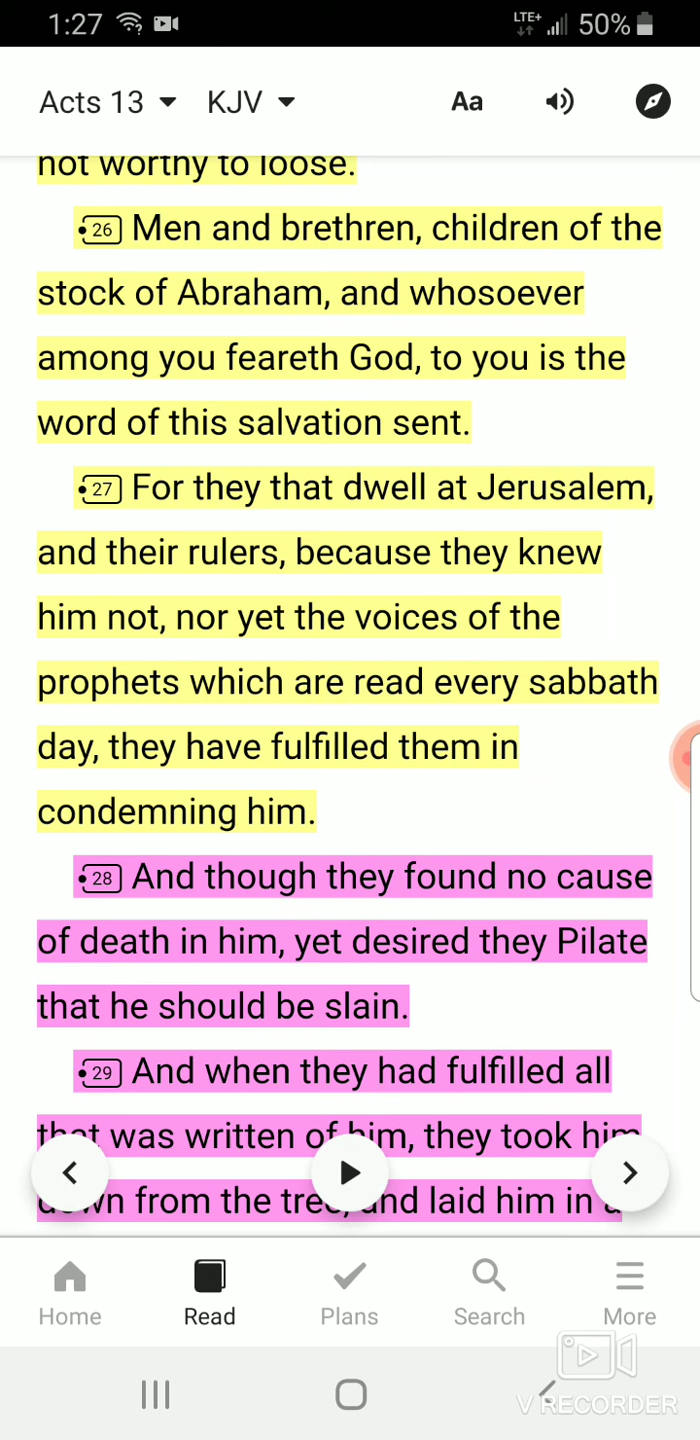 1:27 LTE+ 50%
Acts 13 KJV Aa
not worthy to loose.
26 Men and brethren, children of the
stock of Abraham, and whosoever
among you feareth God, to you is the
word of this salvation sent.
27 For they that dwell at Jerusalem,
and their rulers, because they knew
him not, nor yet the voices of the
prophets which are read every sabbath
day, they have fulfilled them in
condemning him.
28 And though they found no cause
of death in him, yet desired they Pilate
that he should be slain.
29 And when they had fulfilled all
that was written of him, they took him
down from the tree, and laid him in a
Home Read Plans Search More
V RECORDER